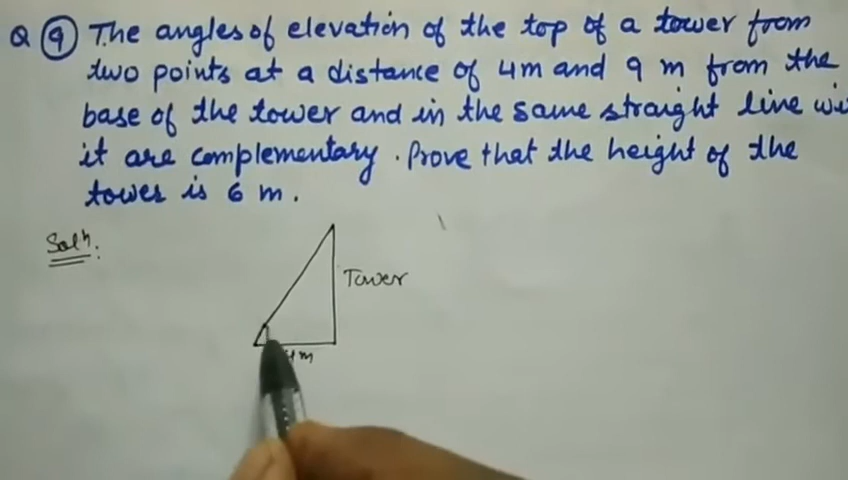 Q 9 The angles of elevation of the top of a tower from
two points at a distance of 4m and 9 m from the
base of the tower and in the same straight line wi
it are complementary. Prove that the height of the
tower is 6 m.
Solⁿ:
Tower
4m